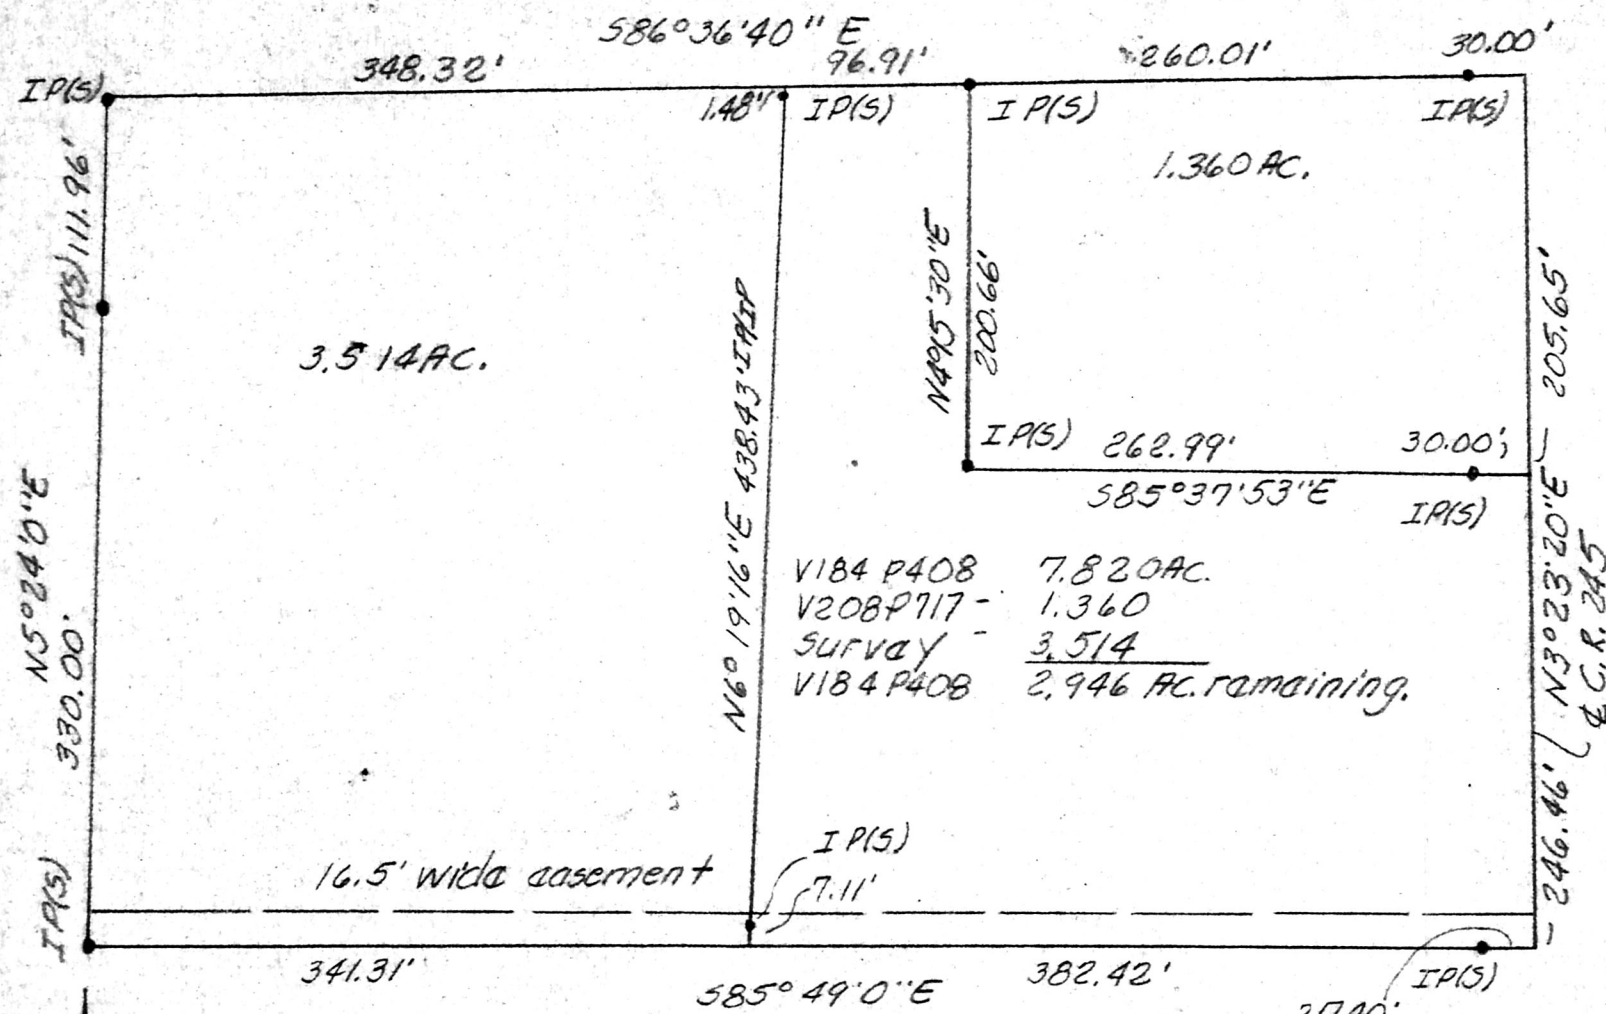 S86°36'40" E
348.32'
96.91'
260.01'
30.00'
IP(S)
1.48'
IP(S)
IP(S)
IP(S)
111.96'
IP(S)
1.360 AC.
3.514 AC.
N6°19'16"E 438.43' IP/IP
N4°15'30"E
200.66'
205.65'
IP(S)
262.99'
30.00'
S85°37'53"E
IP(S)
N5°24'0"E
330.00'
N3°23'20"E
℄ C.R. 245
V184 P408 7.820 AC.
V208 P717 - 1.360
Survay - 3.514
V184 P408 2.946 AC. ramaining.
246.46'
IP(S)
7.11'
16.5' wida aasement
IP(S)
341.31'
S85°49'0"E
382.42'
IP(S)